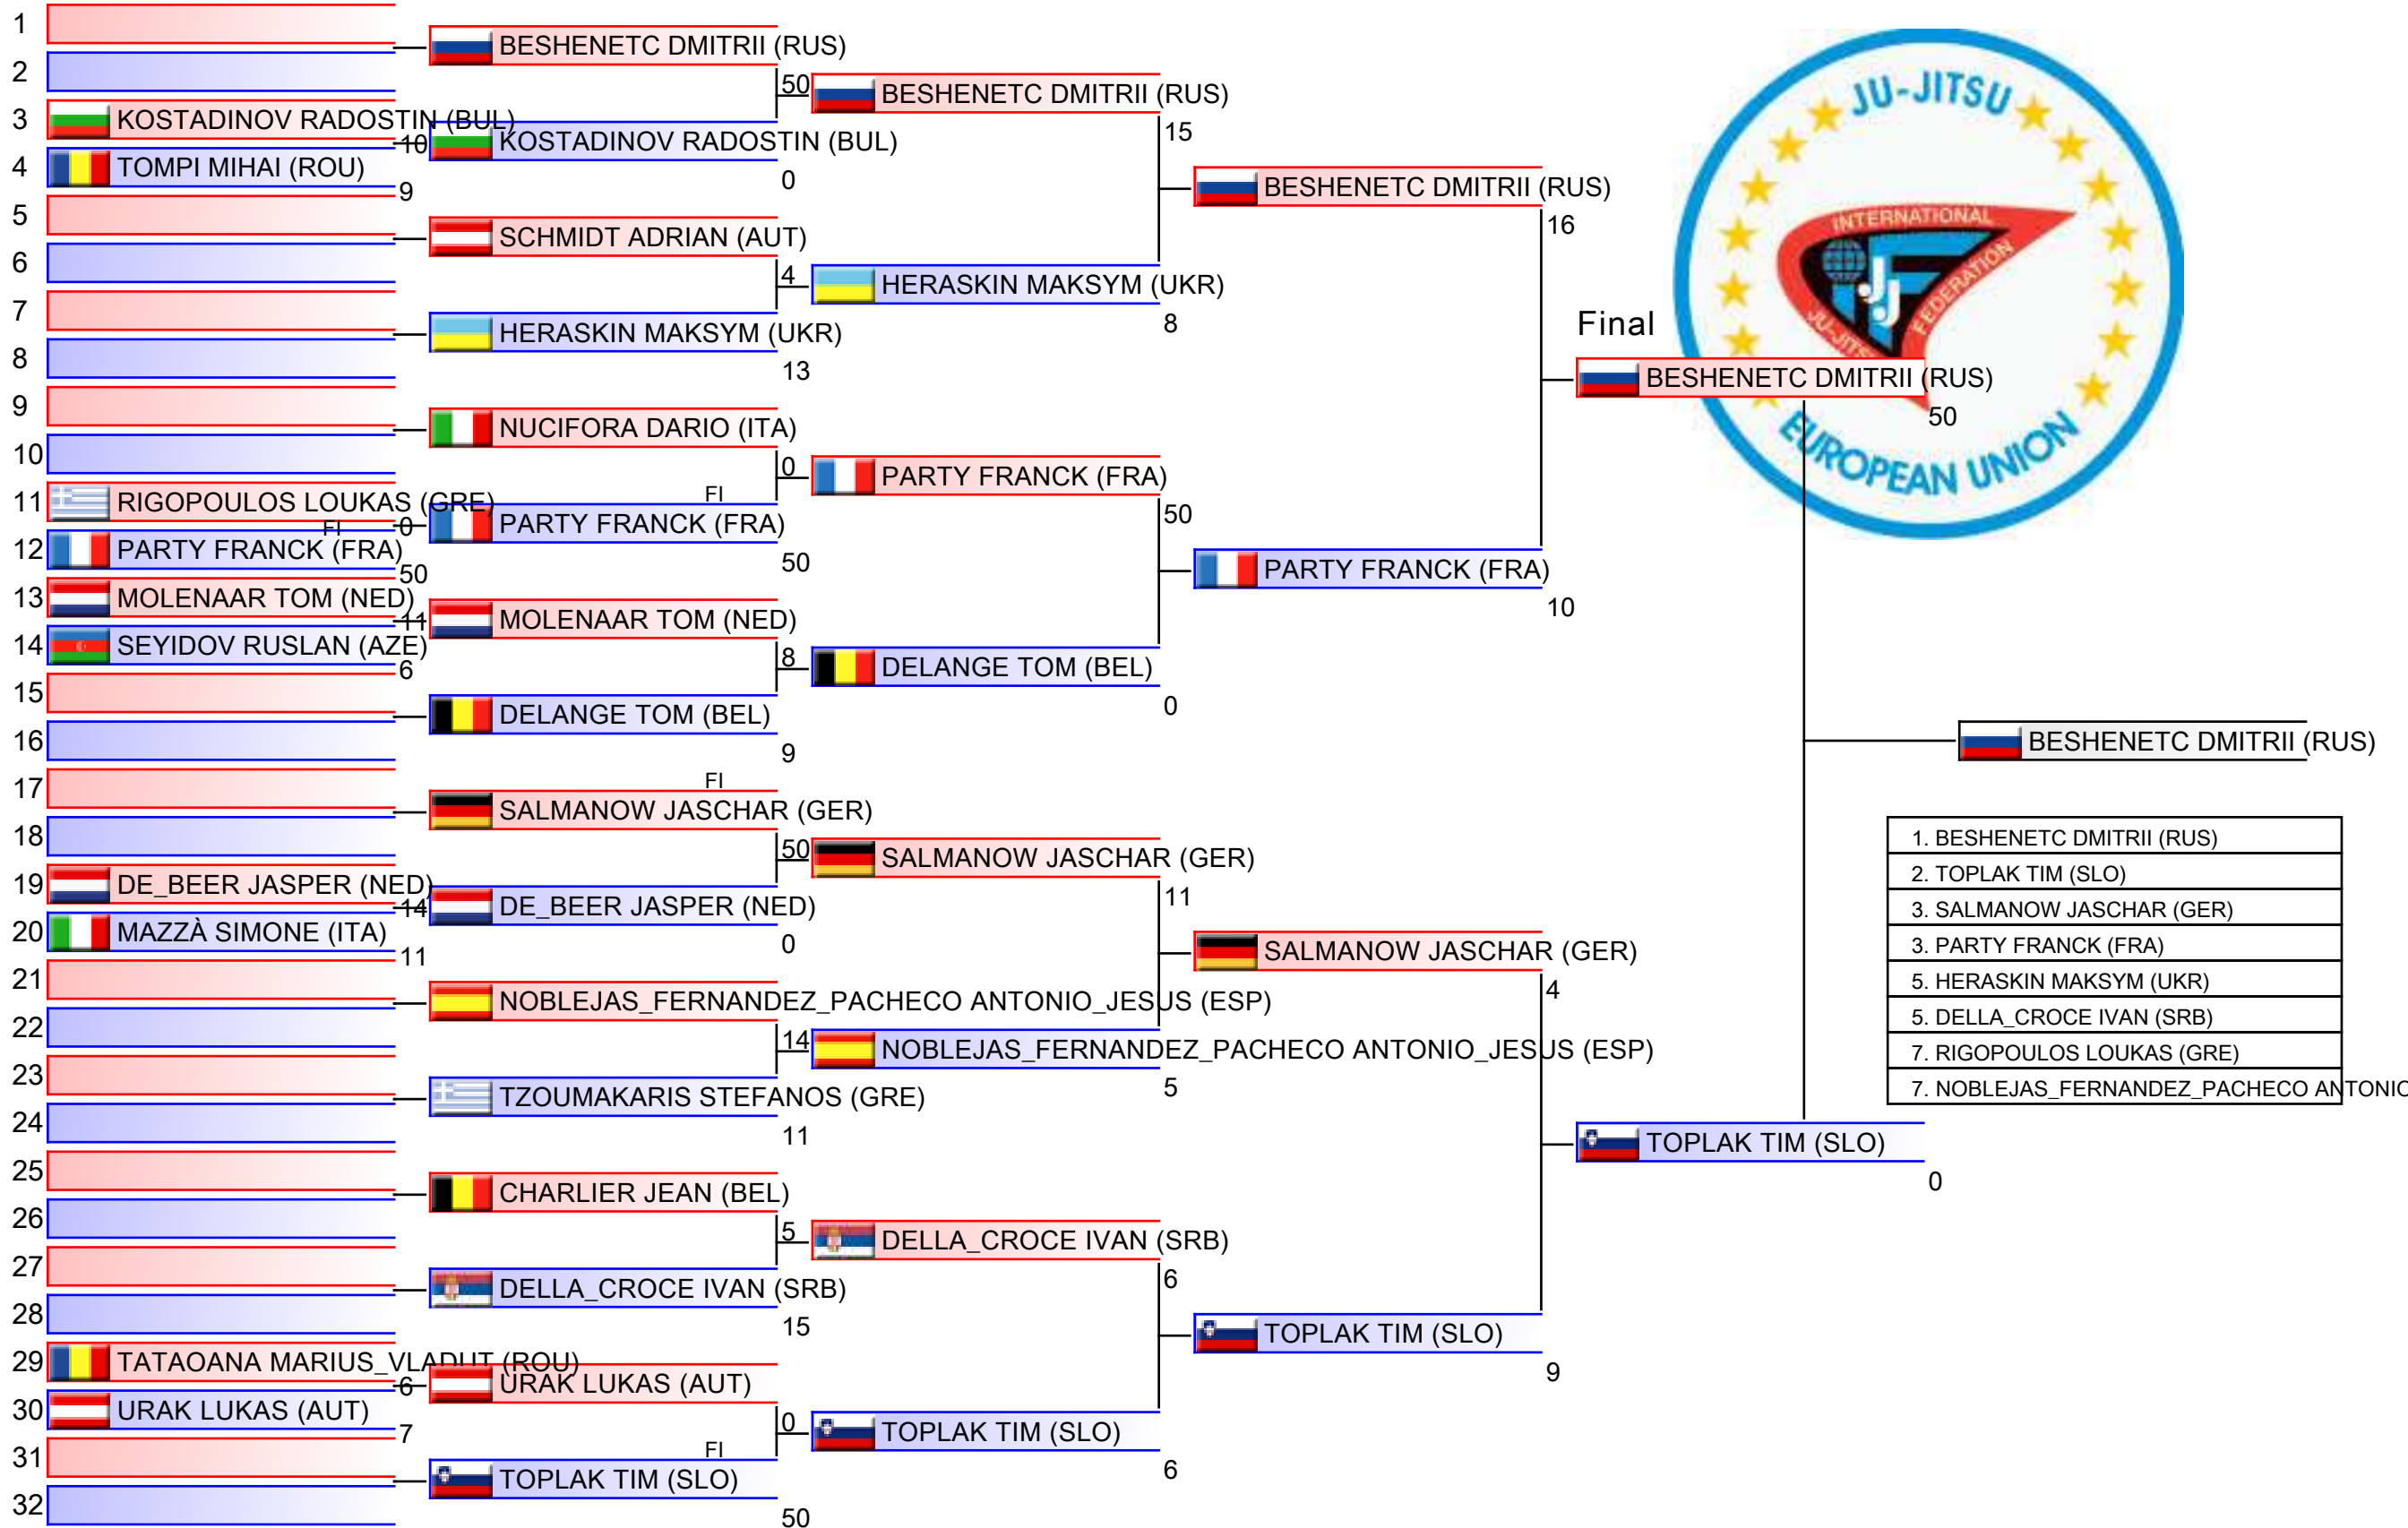 1
2
3 KOSTADINOV RADOSTIN (BUL)
10
4 TOMPI MIHAI (ROU)
9
5
6
7
8
9
10
11 RIGOPOULOS LOUKAS (GRE)
0
FI
12 PARTY FRANCK (FRA)
50
13 MOLENAAR TOM (NED)
11
14 SEYIDOV RUSLAN (AZE)
6
15
16
17
18
19 DE_BEER JASPER (NED)
14
20 MAZZÀ SIMONE (ITA)
11
21
22
23
24
25
26
27
28
29 TATAOANA MARIUS_VLADUT (ROU)
6
30 URAK LUKAS (AUT)
7
31
32
BESHENETC DMITRII (RUS)
50
KOSTADINOV RADOSTIN (BUL)
0
SCHMIDT ADRIAN (AUT)
4
HERASKIN MAKSYM (UKR)
13
NUCIFORA DARIO (ITA)
0
FI
PARTY FRANCK (FRA)
50
MOLENAAR TOM (NED)
8
DELANGE TOM (BEL)
9
FI
SALMANOW JASCHAR (GER)
50
DE_BEER JASPER (NED)
0
NOBLEJAS_FERNANDEZ_PACHECO ANTONIO_JESUS (ESP)
14
TZOUMAKARIS STEFANOS (GRE)
11
CHARLIER JEAN (BEL)
5
DELLA_CROCE IVAN (SRB)
15
URAK LUKAS (AUT)
0
FI
TOPLAK TIM (SLO)
50
BESHENETC DMITRII (RUS)
15
HERASKIN MAKSYM (UKR)
8
PARTY FRANCK (FRA)
50
DELANGE TOM (BEL)
0
SALMANOW JASCHAR (GER)
11
NOBLEJAS_FERNANDEZ_PACHECO ANTONIO_JESUS (ESP)
5
DELLA_CROCE IVAN (SRB)
6
TOPLAK TIM (SLO)
6
BESHENETC DMITRII (RUS)
16
PARTY FRANCK (FRA)
10
SALMANOW JASCHAR (GER)
4
TOPLAK TIM (SLO)
9
JU-JITSU
INTERNATIONAL
FEDERATION
EUROPEAN UNION
Final
BESHENETC DMITRII (RUS)
50
TOPLAK TIM (SLO)
0
BESHENETC DMITRII (RUS)
1. BESHENETC DMITRII (RUS)
2. TOPLAK TIM (SLO)
3. SALMANOW JASCHAR (GER)
3. PARTY FRANCK (FRA)
5. HERASKIN MAKSYM (UKR)
5. DELLA_CROCE IVAN (SRB)
7. RIGOPOULOS LOUKAS (GRE)
7. NOBLEJAS_FERNANDEZ_PACHECO ANTONIO